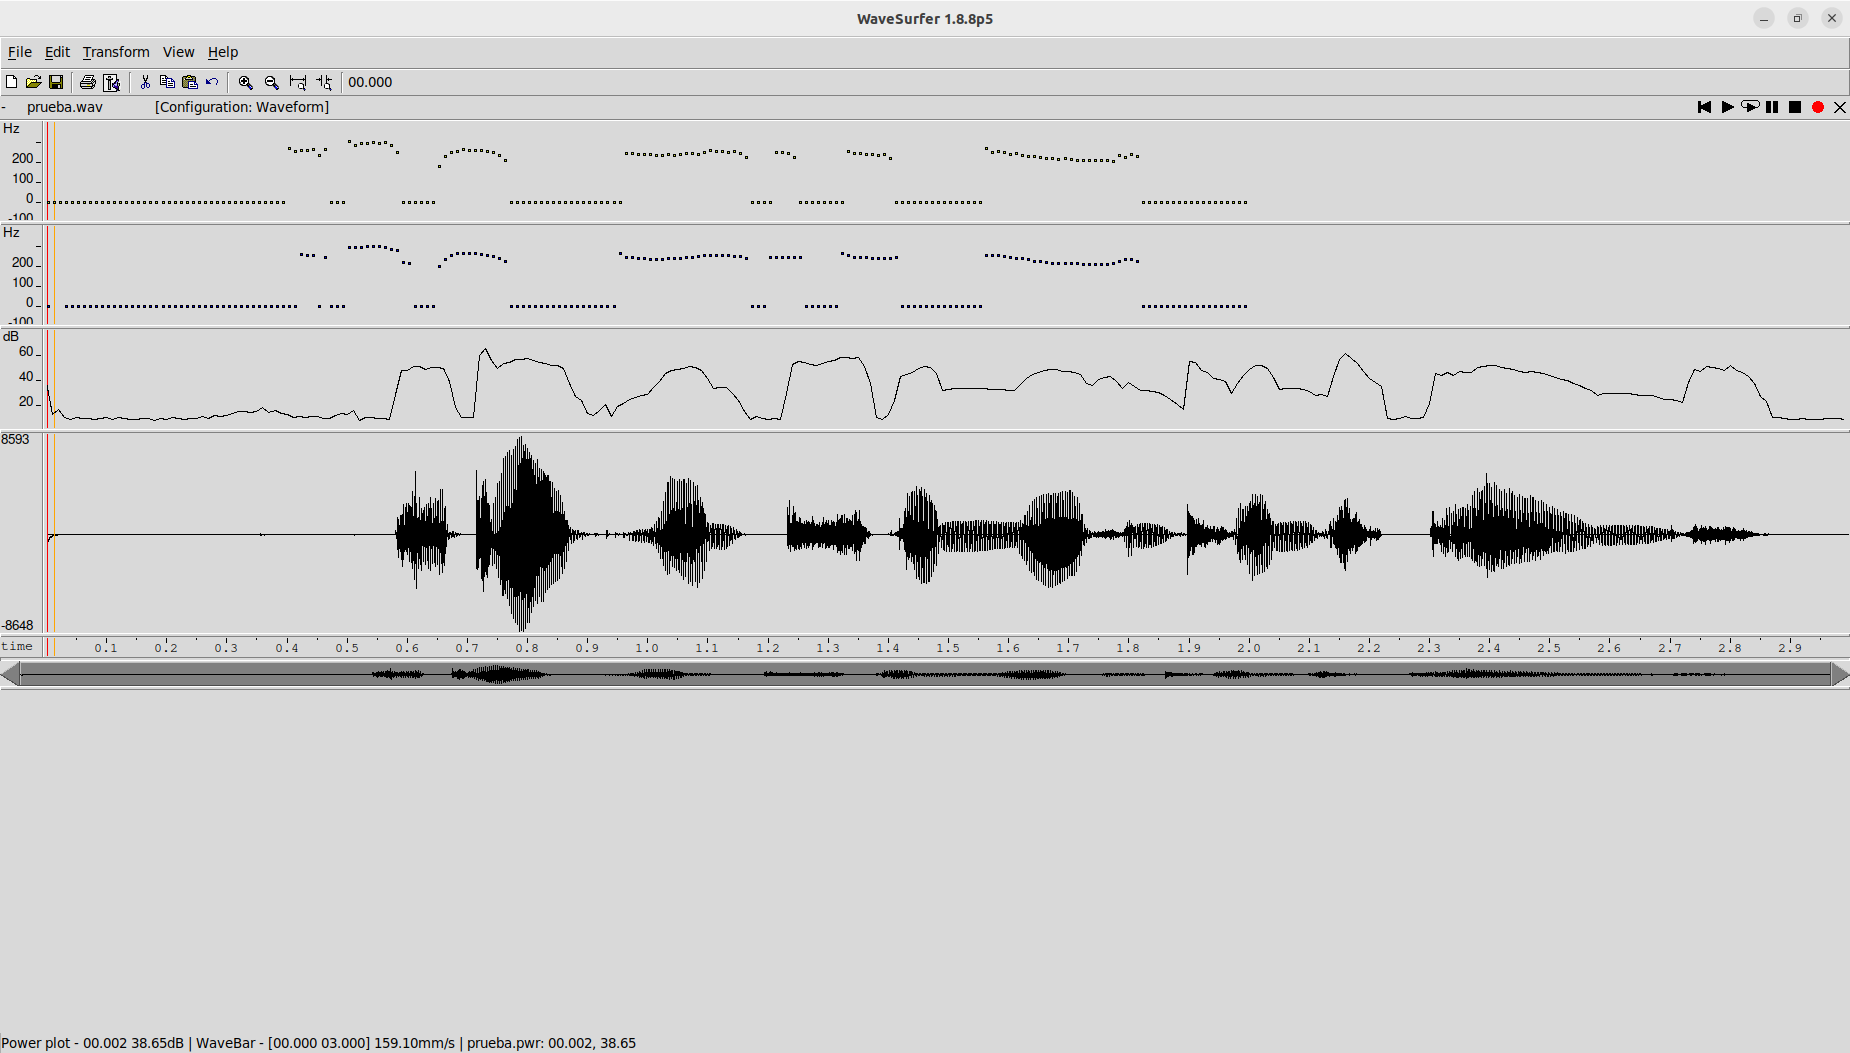 WaveSurfer 1.8.8p5
File Edit Transform View Help
00.000
- prueba.wav [Configuration: Waveform]
Hz
200
100
0
-100
Hz
200
100
0
-100
dB
60
40
20
8593
-8648
time 0.1 0.2 0.3 0.4 0.5 0.6 0.7 0.8 0.9 1.0 1.1 1.2 1.3 1.4 1.5 1.6 1.7 1.8 1.9 2.0 2.1 2.2 2.3 2.4 2.5 2.6 2.7 2.8 2.9
Power plot - 00.002 38.65dB | WaveBar - [00.000 03.000] 159.10mm/s | prueba.pwr: 00.002, 38.65